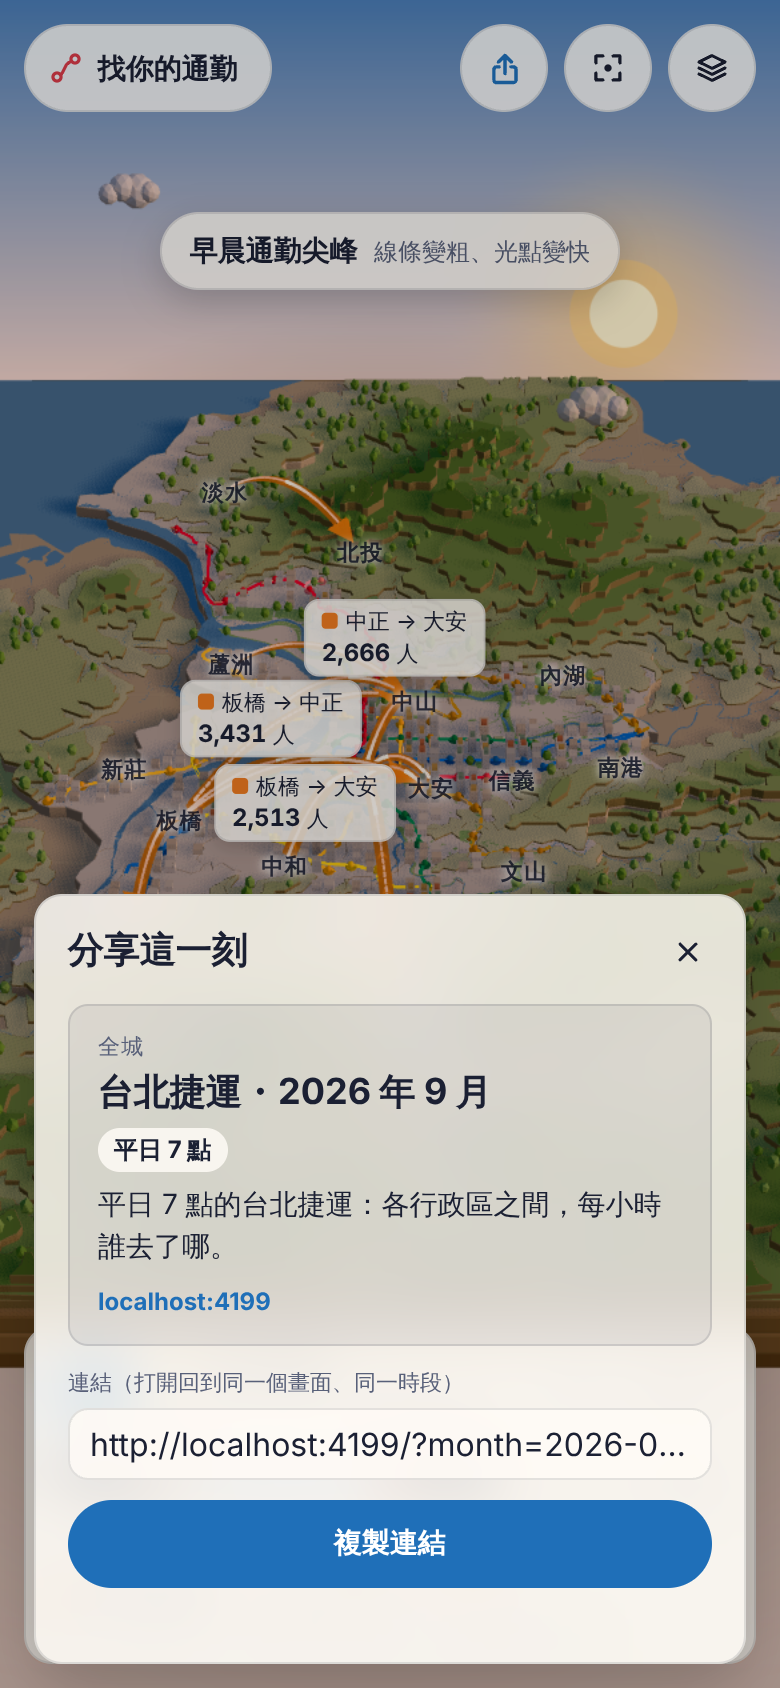 找你的通勤
早晨通勤尖峰 線條變粗、光點變快
淡水
北投
中正 → 大安
2,666 人
蘆洲
內湖
板橋 → 中正
3,431 人
中山
新莊
南港
板橋 → 大安
2,513 人
大安
信義
板橋
中和
文山
分享這一刻
全城
台北捷運·2026 年 9 月
平日 7 點
平日 7 點的台北捷運：各行政區之間，每小時
誰去了哪。
localhost:4199
連結（打開回到同一個畫面、同一時段）
http://localhost:4199/?month=2026-0...
複製連結